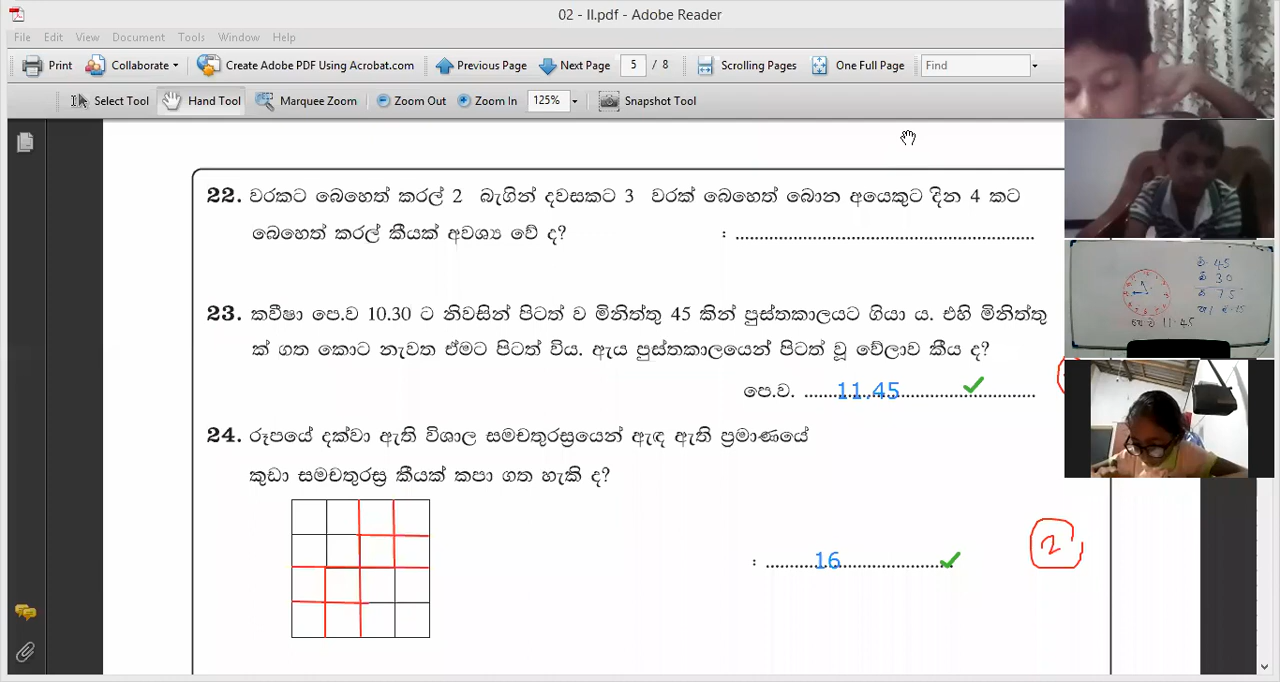 02 - II.pdf - Adobe Reader
File Edit View Document Tools Window Help
Print Collaborate Create Adobe PDF Using Acrobat.com Previous Page Next Page 5 / 8 Scrolling Pages One Full Page Find
Select Tool Hand Tool Marquee Zoom Zoom Out Zoom In 125% Snapshot Tool
22. වරකට බෙහෙත් කරල් 2 බැගින් දවසකට 3 වරක් බෙහෙත් බොන අයෙකුට දින 4 කට
බෙහෙත් කරල් කීයක් අවශ්‍ය වේ ද? : ..........................................................
23. කවීෂා පෙ.ව 10.30 ට නිවසින් පිටත් ව මිනිත්තු 45 කින් පුස්තකාලයට ගියා ය. එහි මිනිත්තු
ක් ගත කොට නැවත ඒමට පිටත් විය. ඇය පුස්තකාලයෙන් පිටත් වූ වේලාව කීය ද?
පෙ.ව. ......11.45......
24. රූපයේ දක්වා ඇති විශාල සමචතුරස්‍රයෙන් ඇඳ ඇති ප්‍රමාණයේ
කුඩා සමචතුරස්‍ර කීයක් කපා ගත හැකි ද?
: ......16......
2
45
30
75
11.45